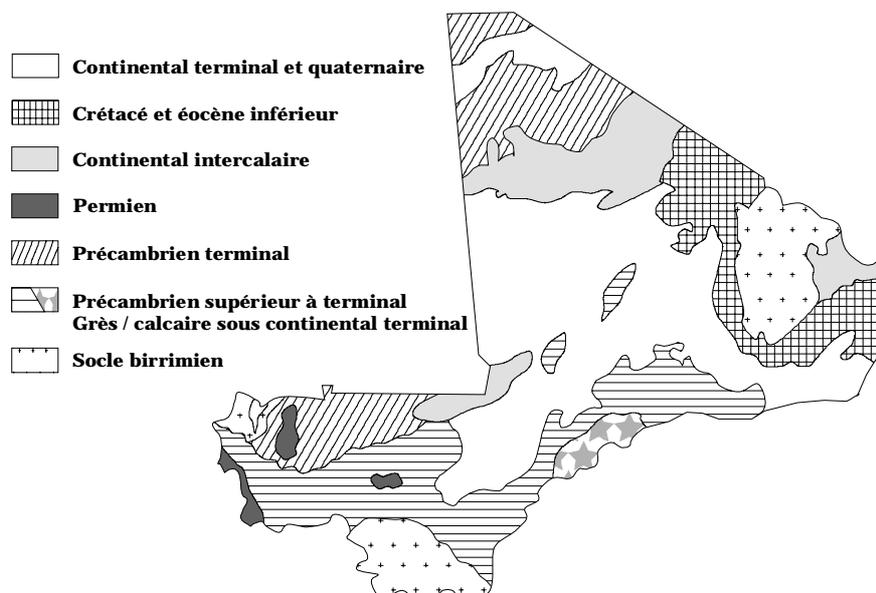 Continental terminal et quaternaire
Crétacé et éocène inférieur
Continental intercalaire
Permien
Précambrien terminal
Précambrien supérieur à terminal
Grès / calcaire sous continental terminal
Socle birrimien